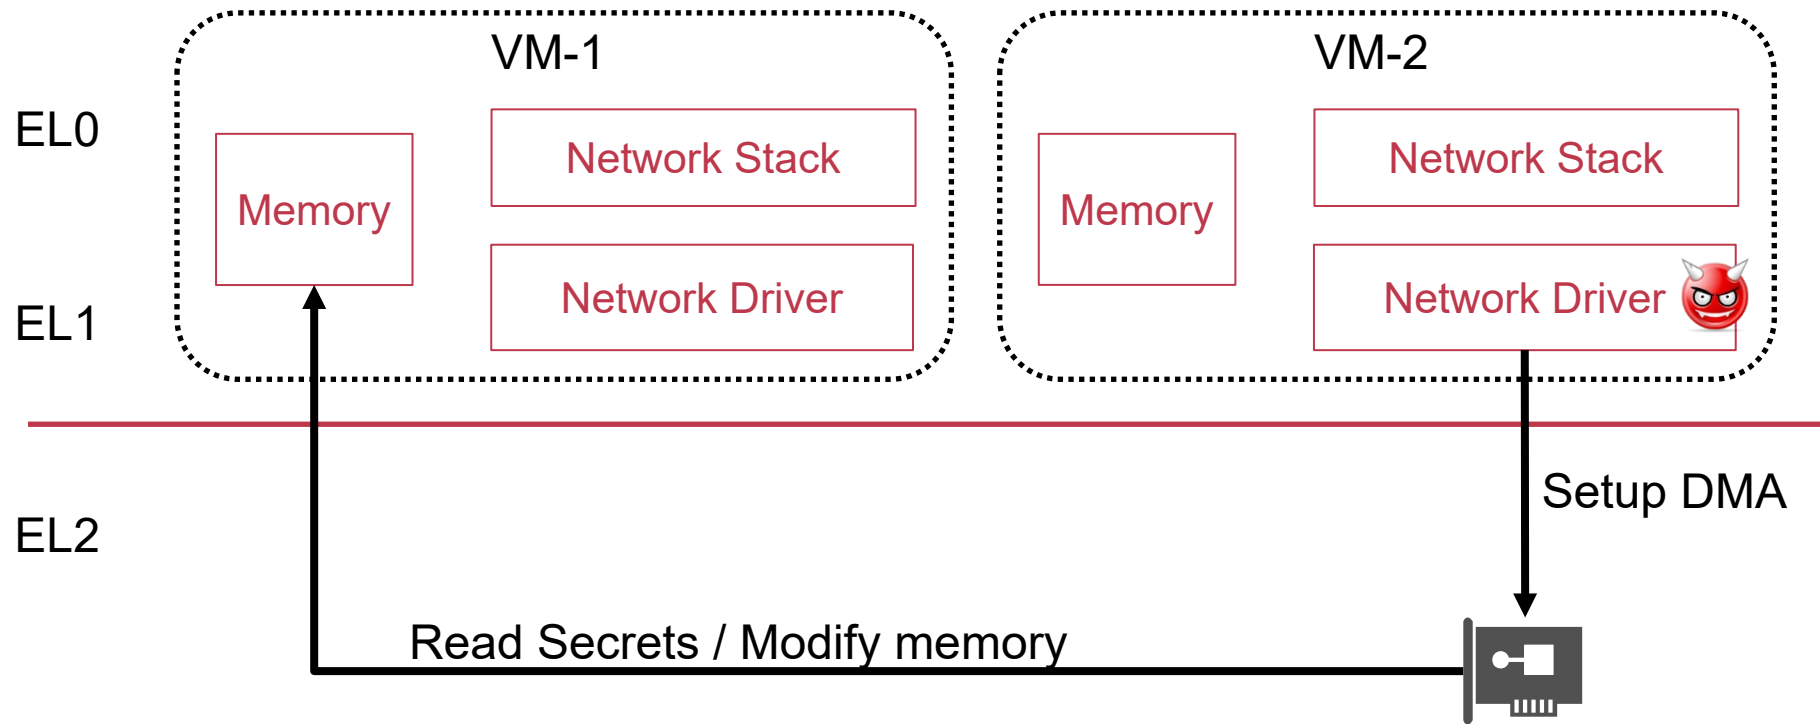 VM-1
VM-2
EL0
Memory
Network Stack
Network Driver
Memory
Network Stack
Network Driver
EL1
EL2
Setup DMA
Read Secrets / Modify memory